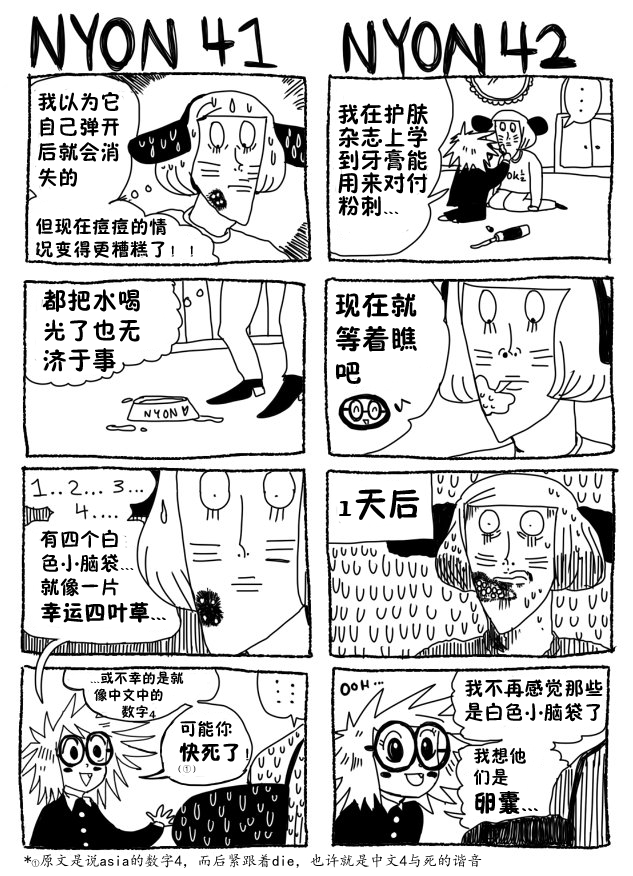 NYON 41
我以为它
自己弹开
后就会消
失的
但现在痘痘的情
况变得更糟糕了！！
都把水喝
光了也无
济于事
NYON
1..2...3...
4....
有四个白
色小脑袋...
就像一片
幸运四叶草...
...或不幸的是就
像中文中的
数字4
...
可能你
快死了！
(①)
NYON 42
我在护肤
杂志上学
到牙膏能
用来对付
粉刺...
...
OK½
现在就
等着瞧
吧
1天后
OOH...
我不再感觉那些
是白色小脑袋了
我想他
们是
卵囊...
*①原文是说asia的数字4，而后紧跟着die，也许就是中文4与死的谐音